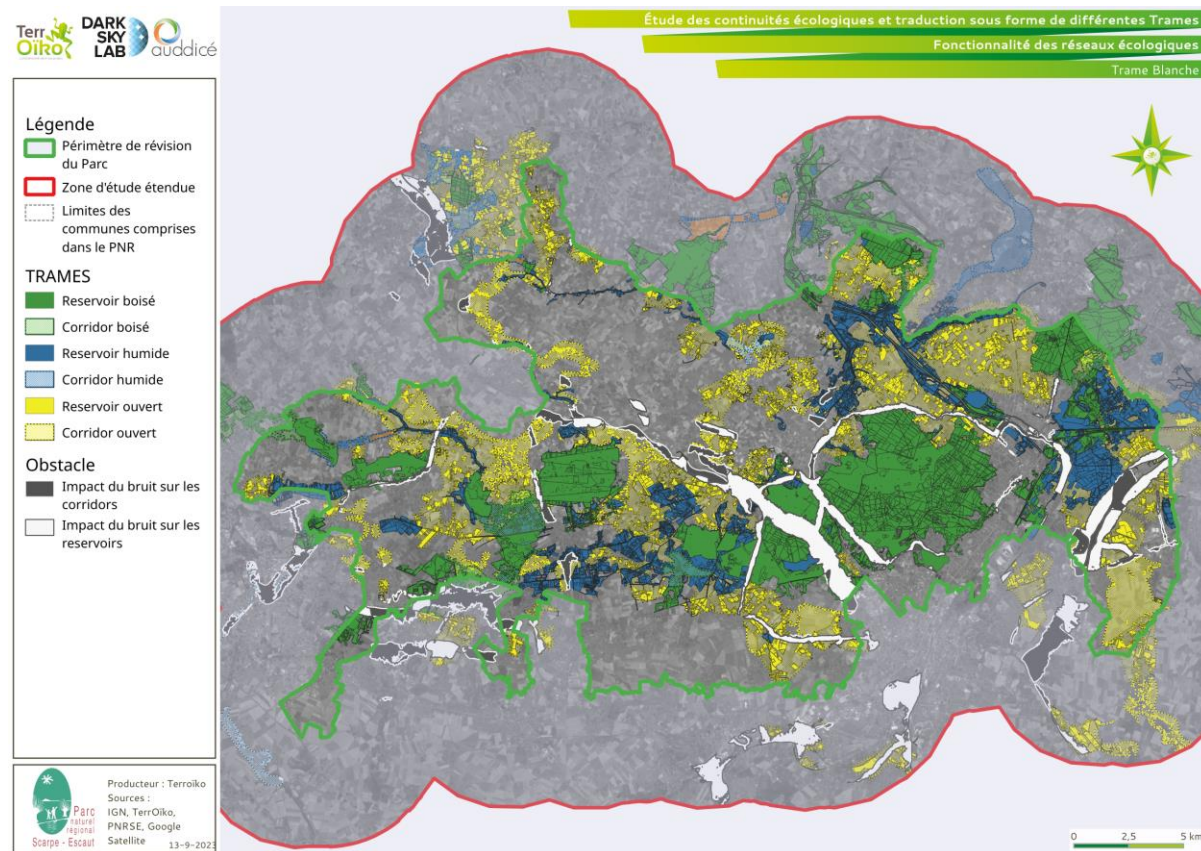 Terr
Oïko
DARK
SKY
LAB
auddicé
Étude des continuités écologiques et traduction sous forme de différentes Trames
Fonctionnalité des réseaux écologiques
Trame Blanche
Légende
Périmètre de révision
du Parc
Zone d'étude étendue
Limites des
communes comprises
dans le PNR
TRAMES
Reservoir boisé
Corridor boisé
Reservoir humide
Corridor humide
Reservoir ouvert
Corridor ouvert
Obstacle
Impact du bruit sur les
corridors
Impact du bruit sur les
reservoirs
Parc
naturel
régional
Scarpe - Escaut
Producteur : Terroiko
Sources :
IGN, TerrOïko,
PNRSE, Google
Satellite
13-9-2023
0 2,5 5 km